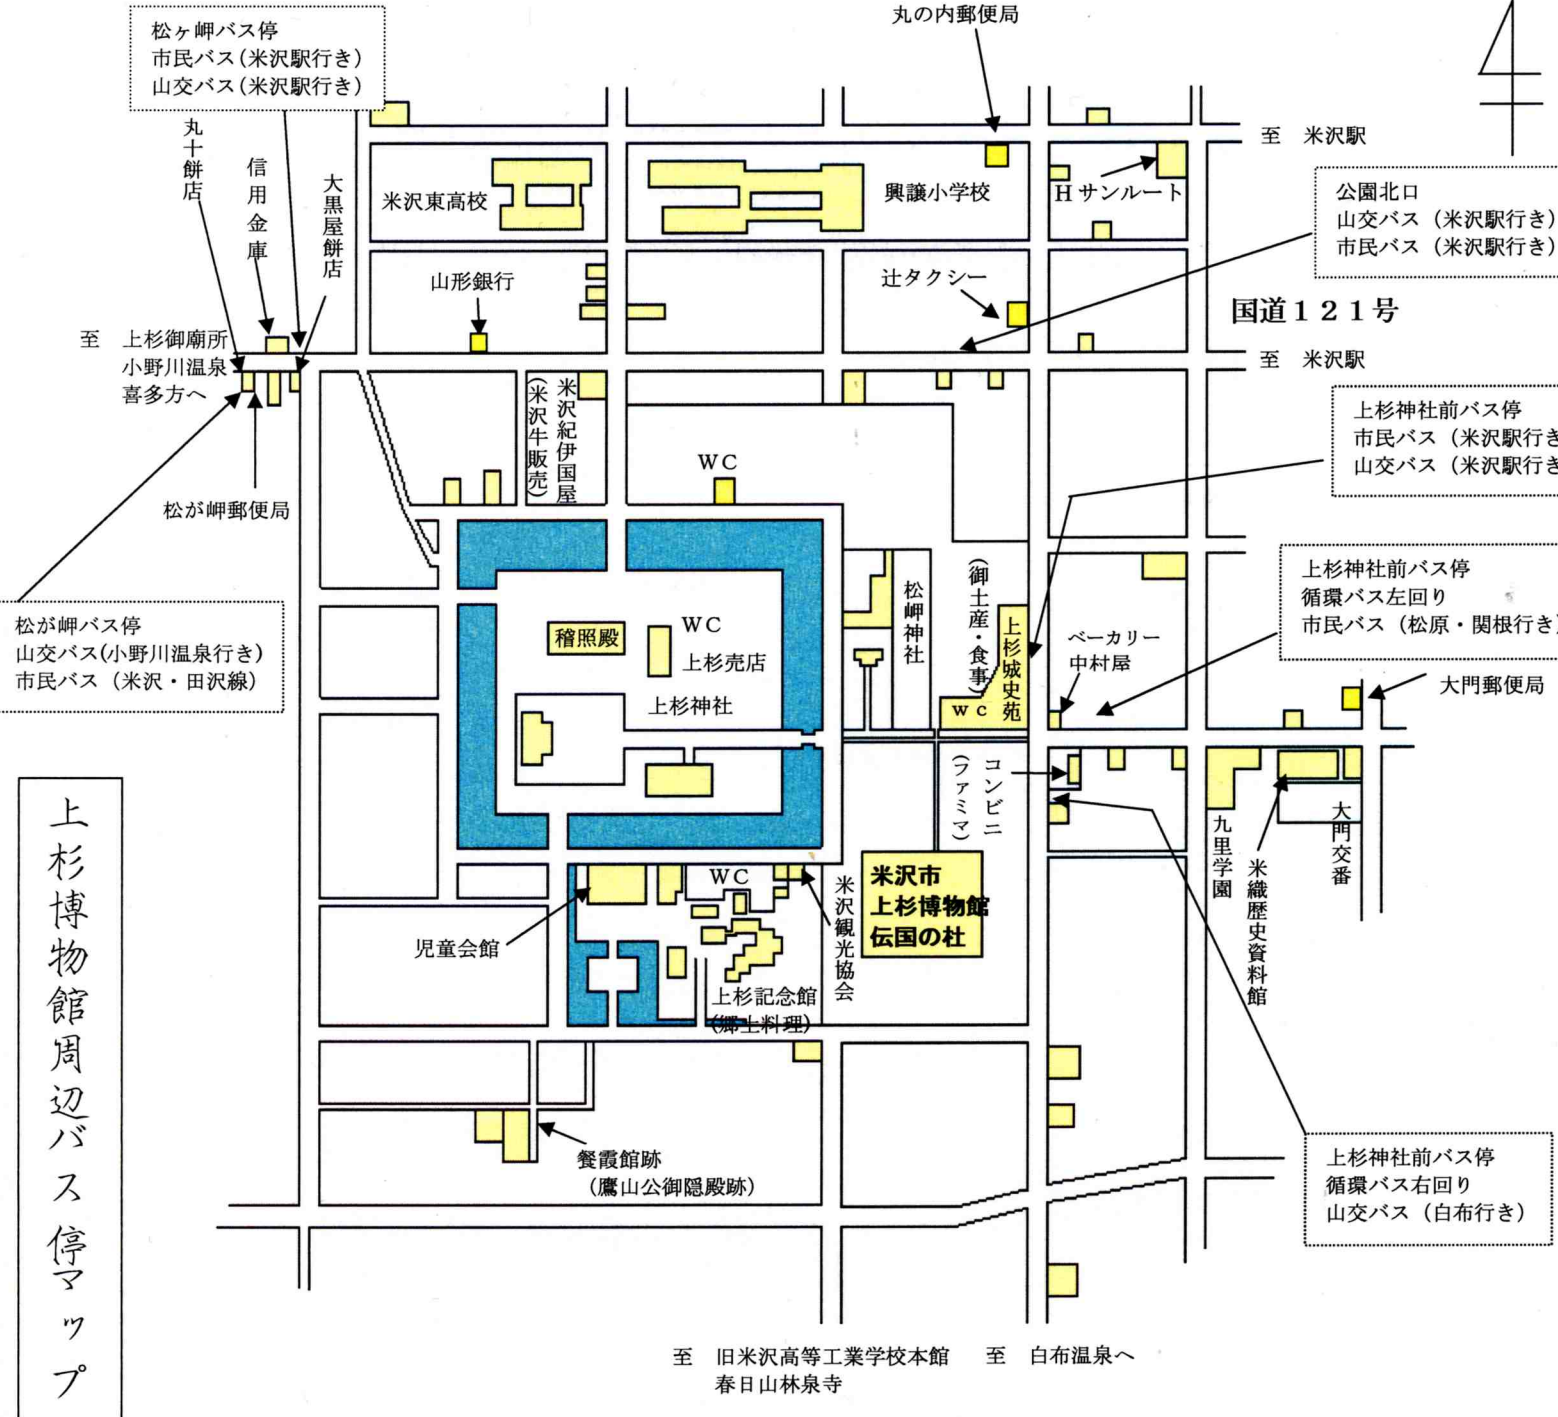 松ヶ岬バス停
市民バス(米沢駅行き)
山交バス(米沢駅行き)
丸の内郵便局
丸十餅店
信用金庫
大黒屋餅店
米沢東高校
興譲小学校
Hサンルート
至 米沢駅
公園北口
山交バス（米沢駅行き）
市民バス（米沢駅行き）
山形銀行
辻タクシー
国道１２１号
至 上杉御廟所
小野川温泉
喜多方へ
至 米沢駅
米沢紀伊国屋
(米沢牛販売)
上杉神社前バス停
市民バス（米沢駅行き
山交バス（米沢駅行き
WC
松が岬郵便局
上杉神社前バス停
循環バス左回り
市民バス（松原・関根行き）
松が岬バス停
山交バス(小野川温泉行き)
市民バス（米沢・田沢線）
稽照殿
WC
上杉売店
上杉神社
松岬神社
(御土産・食事)
上杉城史苑
WC
ベーカリー
中村屋
大門郵便局
コンビニ
(ファミマ)
九里学園
米織歴史資料館
大門交番
WC
米沢観光協会
米沢市
上杉博物館
伝国の杜
児童会館
上杉記念館
(郷土料理)
餐霞館跡
（鷹山公御隠殿跡）
上杉神社前バス停
循環バス右回り
山交バス（白布行き）
至 旧米沢高等工業学校本館
春日山林泉寺
至 白布温泉へ
上杉博物館周辺バス停マップ